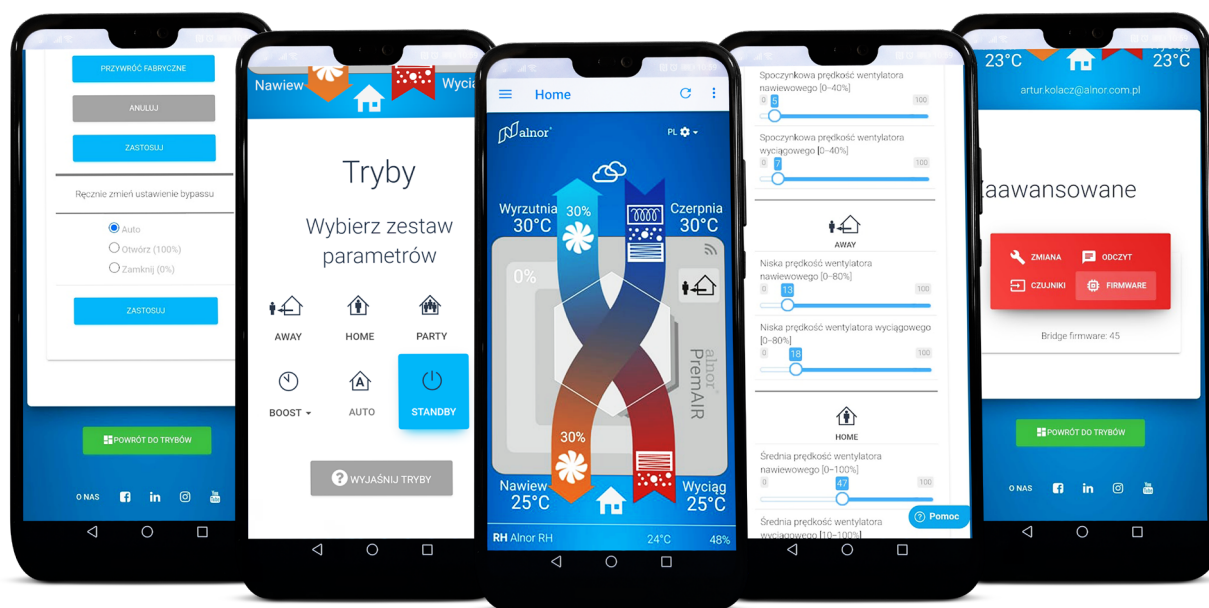 PRZYWRÓĆ FABRYCZNE
ANULUJ
ZASTOSUJ
Ręcznie zmień ustawienie bypassu
Auto
Otwórz (100%)
Zamknij (0%)
ZASTOSUJ
POWRÓT DO TRYBÓW
O NAS
Nawiew
Tryby
Wybierz zestaw
parametrów
AWAY HOME PARTY
BOOST AUTO STANDBY
? WYJAŚNIJ TRYBY
Home
alnor
PL
Wyrzutnia 30% Czerpnia
30°C 30°C
0%
alnor
PremAIR
30%
Nawiew Wyciąg
25°C 25°C
RH Alnor RH 24°C 48%
Spoczynkowa prędkość wentylatora
nawiewowego [0-40%]
0 5 100
Spoczynkowa prędkość wentylatora
wyciągowego [0-40%]
0 7 100
AWAY
Niska prędkość wentylatora
nawiewowego [0-80%]
0 13 100
Niska prędkość wentylatora wyciągowego
[0-80%]
0 18 100
HOME
Średnia prędkość wentylatora
nawiewowego [0-100%]
0 47 100
Średnia prędkość wentylatora
wyciągowego [10-100%]
? Pomoc
23°C 23°C
artur.kolacz@alnor.com.pl
aawansowane
ZMIANA ODCZYT
CZUJNIKI FIRMWARE
Bridge firmware: 45
POWRÓT DO TRYBÓW
O NAS